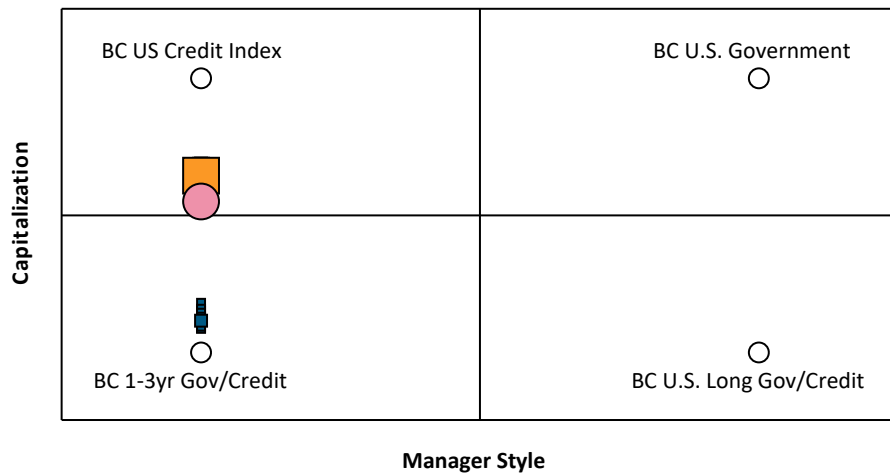 BC US Credit Index
BC U.S. Government
Capitalization
BC 1-3yr Gov/Credit
BC U.S. Long Gov/Credit
Manager Style